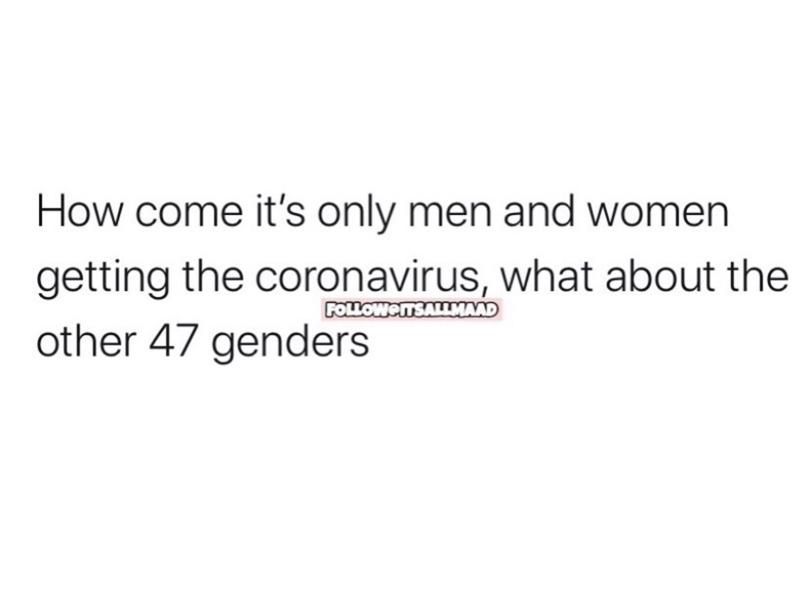 How come it's only men and women
getting the coronavirus, what about the
FOLLOW@ITSALLMAAD
other 47 genders